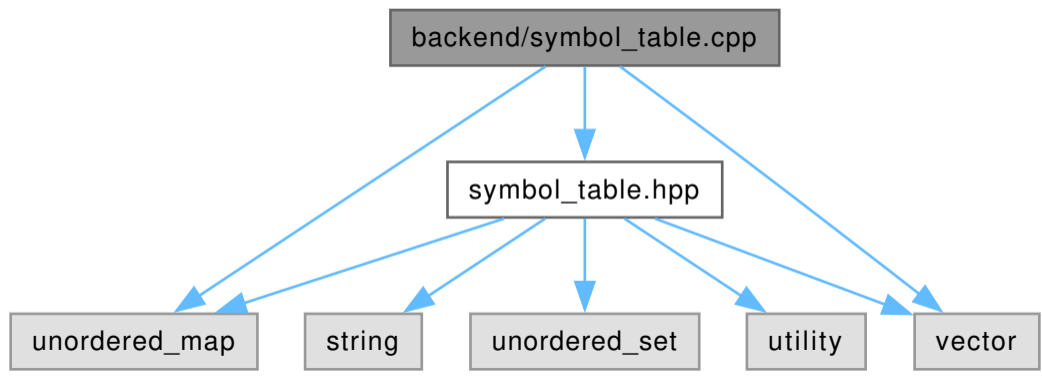 backend/symbol_table.cpp
symbol_table.hpp
unordered_map
string
unordered_set
utility
vector